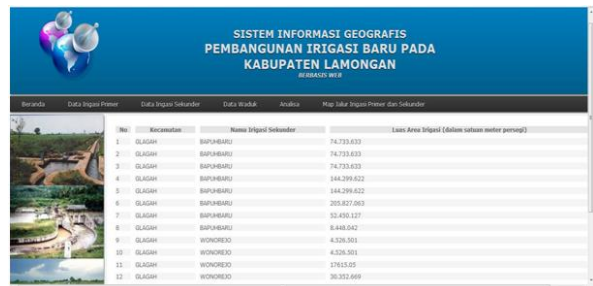 SISTEM INFORMASI GEOGRAFIS
PEMBANGUNAN IRIGASI BARU PADA
KABUPATEN LAMONGAN
BERBASIS WEB
Beranda Data Irigasi Primer Data Irigasi Sekunder Data Waduk Analisa Map Jalur Irigasi Primer dan Sekunder
No Kecamatan Nama Irigasi Sekunder Luas Area Irigasi (dalam satuan meter persegi)
1 GLAGAH BAPUHBARU 74.733.633
2 GLAGAH BAPUHBARU 74.733.633
3 GLAGAH BAPUHBARU 74.733.633
4 GLAGAH BAPUHBARU 144.299.622
5 GLAGAH BAPUHBARU 144.299.622
6 GLAGAH BAPUHBARU 205.827.063
7 GLAGAH BAPUHBARU 52.450.127
8 GLAGAH BAPUHBARU 8.448.042
9 GLAGAH WONOREJO 4.526.501
10 GLAGAH WONOREJO 4.526.501
11 GLAGAH WONOREJO 17615.05
12 GLAGAH WONOREJO 30.352.669